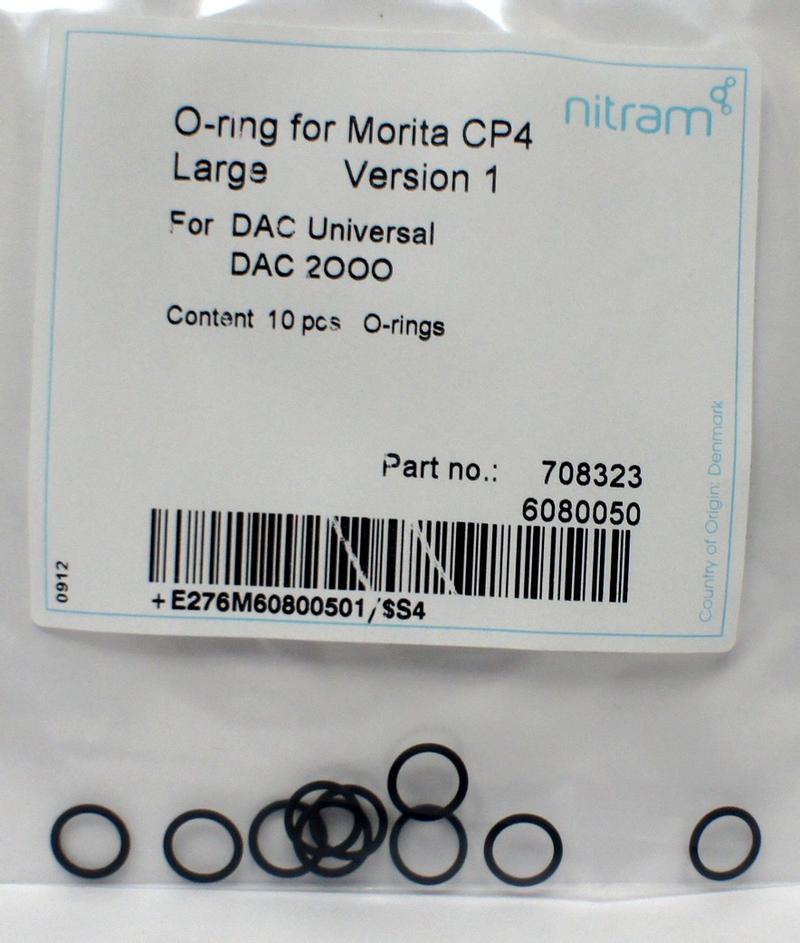 nitram
O-ring for Morita CP4
Large Version 1
For DAC Universal
DAC 2000
Content 10 pcs O-rings
Part no.: 708323
6080050
+E276M60800501/$S4
0912
Country of Origin: Denmark